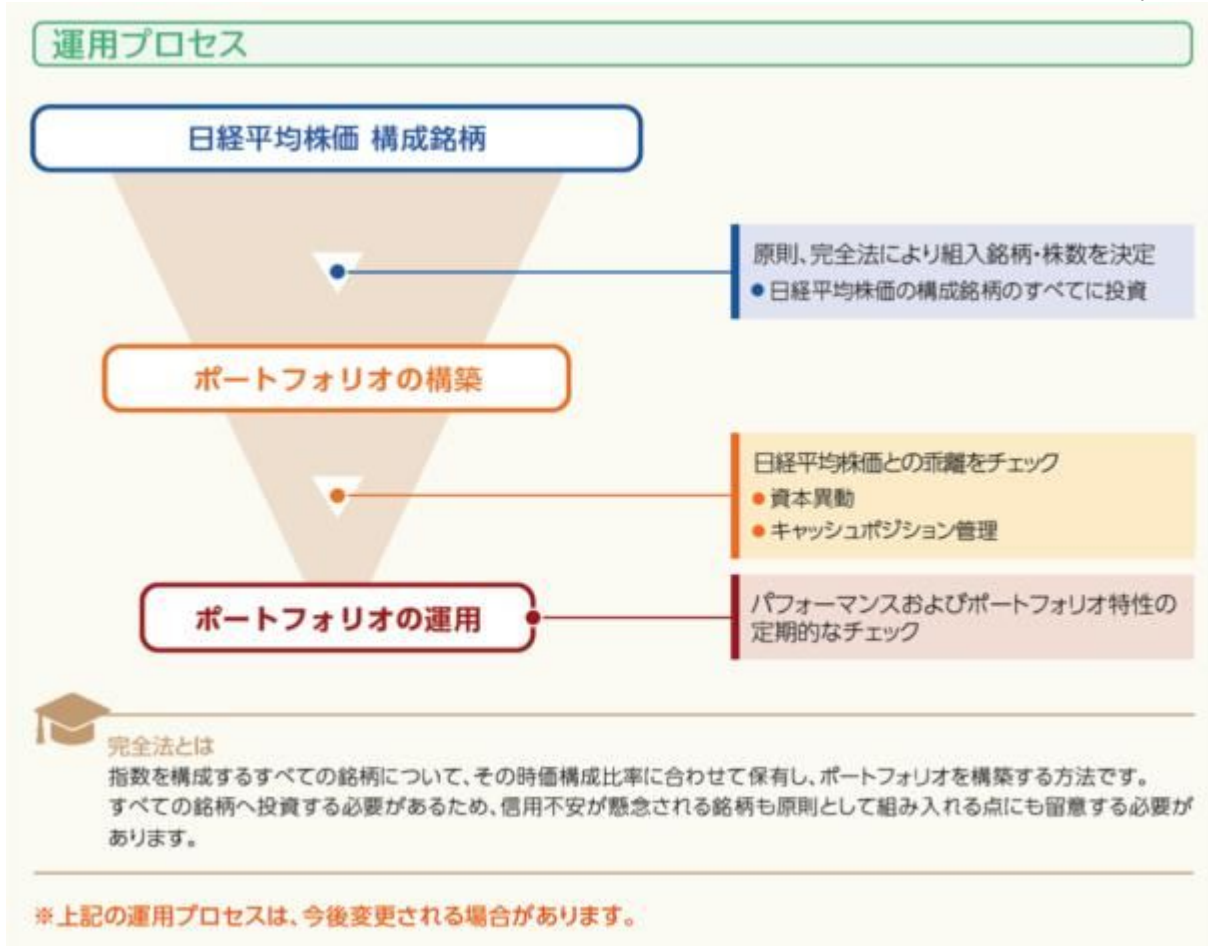 運用プロセス
日経平均株価 構成銘柄
原則、完全法により組入銘柄・株数を決定
●日経平均株価の構成銘柄のすべてに投資
ポートフォリオの構築
日経平均株価との乖離をチェック
●資本異動
●キャッシュポジション管理
ポートフォリオの運用
パフォーマンスおよびポートフォリオ特性の
定期的なチェック
完全法とは
指数を構成するすべての銘柄について、その時価構成比率に合わせて保有し、ポートフォリオを構築する方法です。
すべての銘柄へ投資する必要があるため、信用不安が懸念される銘柄も原則として組み入れる点にも留意する必要が
あります。
※上記の運用プロセスは、今後変更される場合があります。